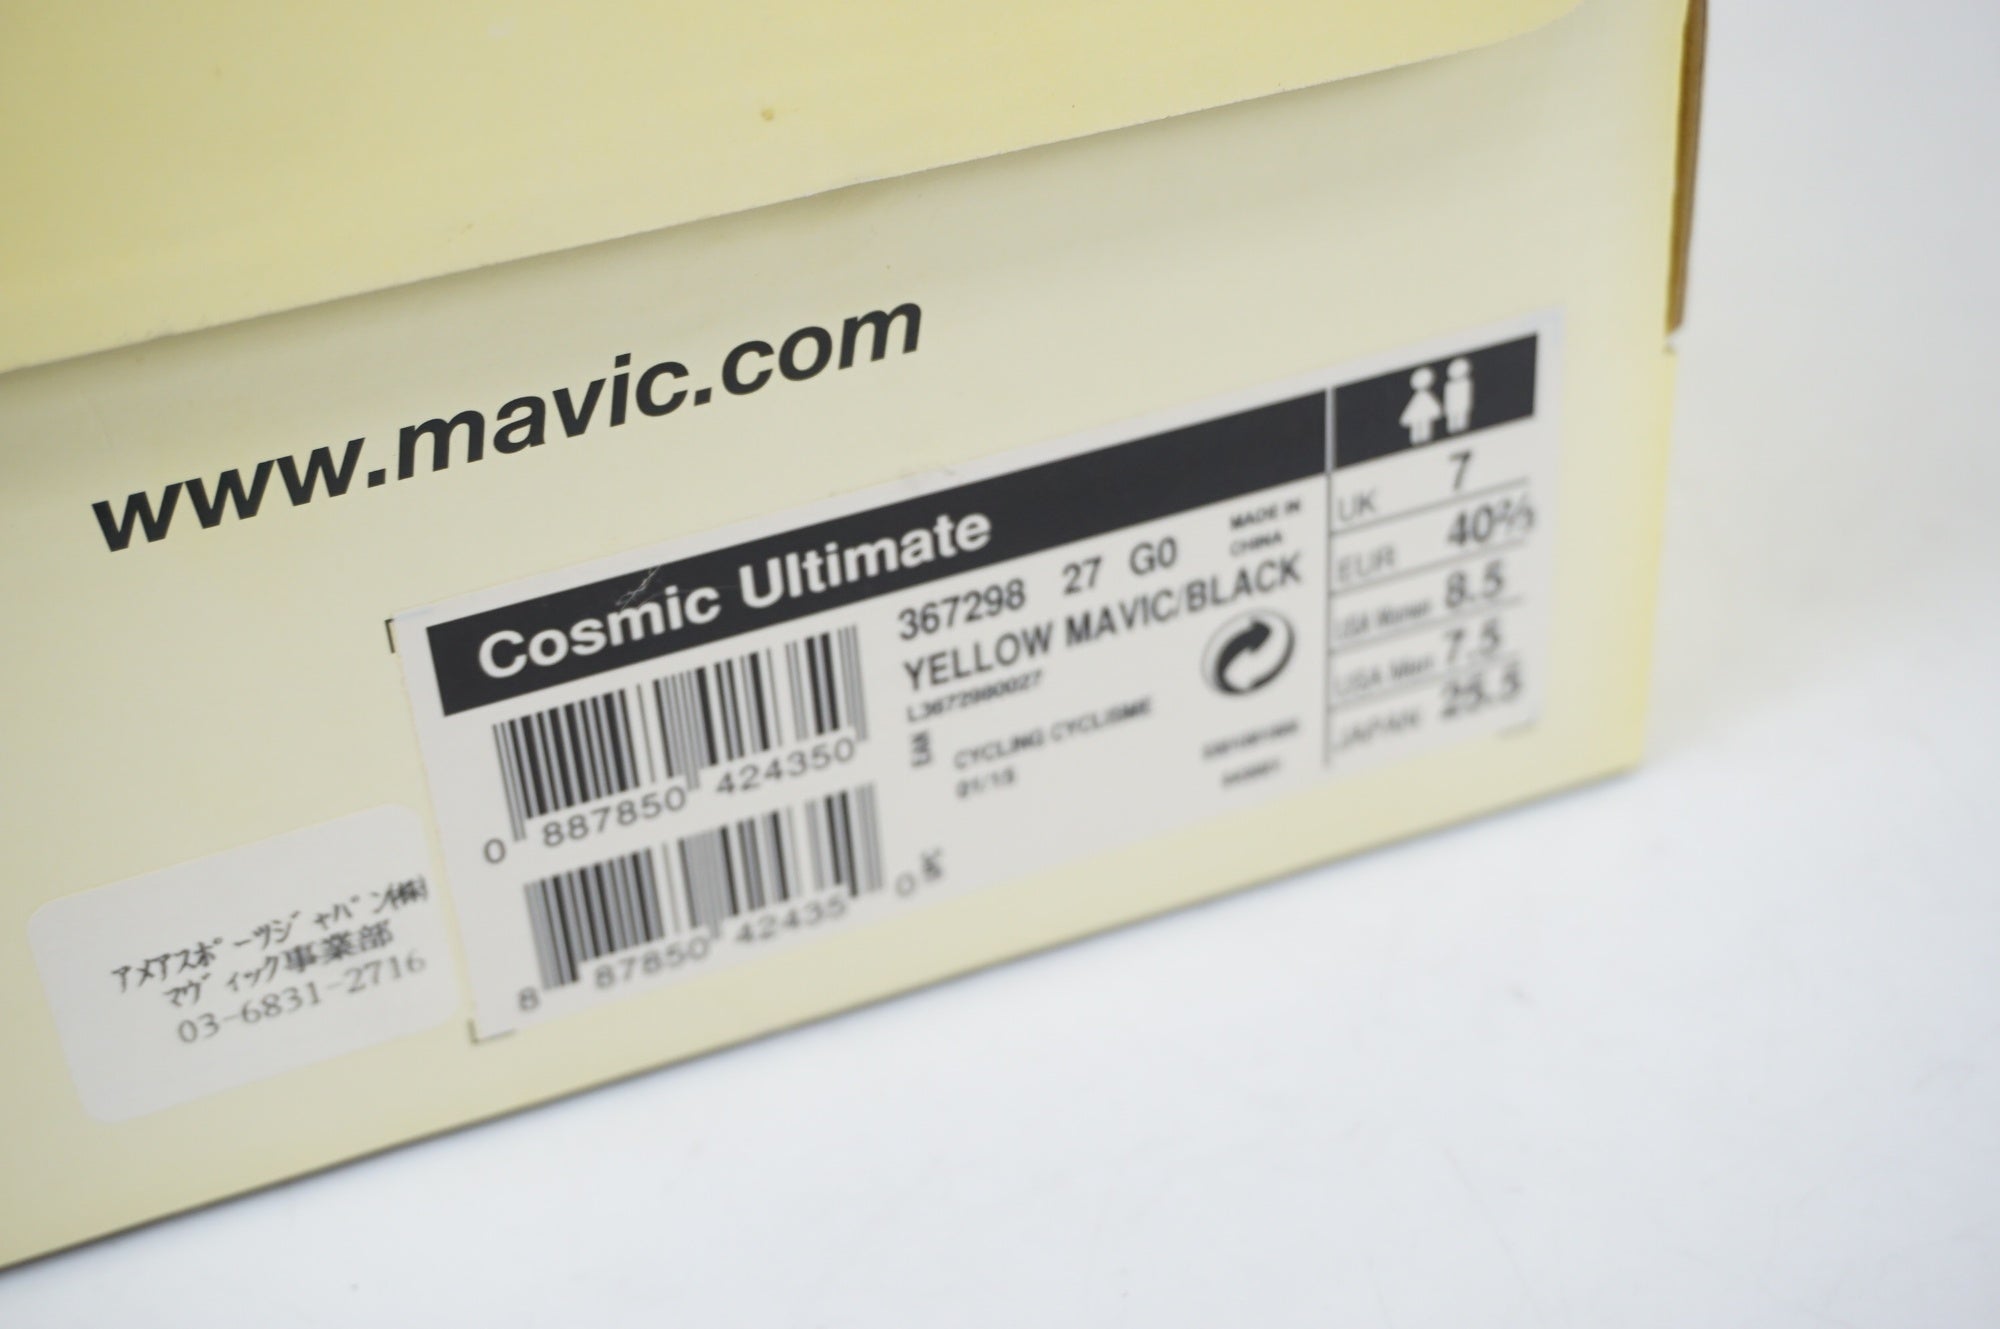 www.mavic.com
Cosmic Ultimate
367298 27 G0
MADE IN
CHINA
YELLOW MAVIC/BLACK
L3672980027
CYCLING CYCLISME
01/15
0 887850 424350
8 87850 42435 0
UK 7
EUR 40⅔
USA Women 8.5
USA Men 7.5
JAPAN 25.5
アメアスポーツジャパン(株)
マヴィック事業部
03-6831-2716